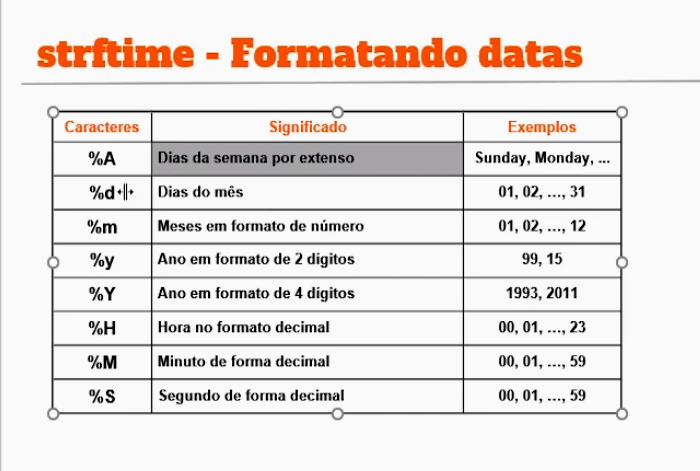 strftime - Formatando datas
Caracteres Significado Exemplos
%A Dias da semana por extenso Sunday, Monday, ...
%d Dias do mês 01, 02, ..., 31
%m Meses em formato de número 01, 02, ..., 12
%y Ano em formato de 2 dígitos 99, 15
%Y Ano em formato de 4 dígitos 1993, 2011
%H Hora no formato decimal 00, 01, ..., 23
%M Minuto de forma decimal 00, 01, ..., 59
%S Segundo de forma decimal 00, 01, ..., 59